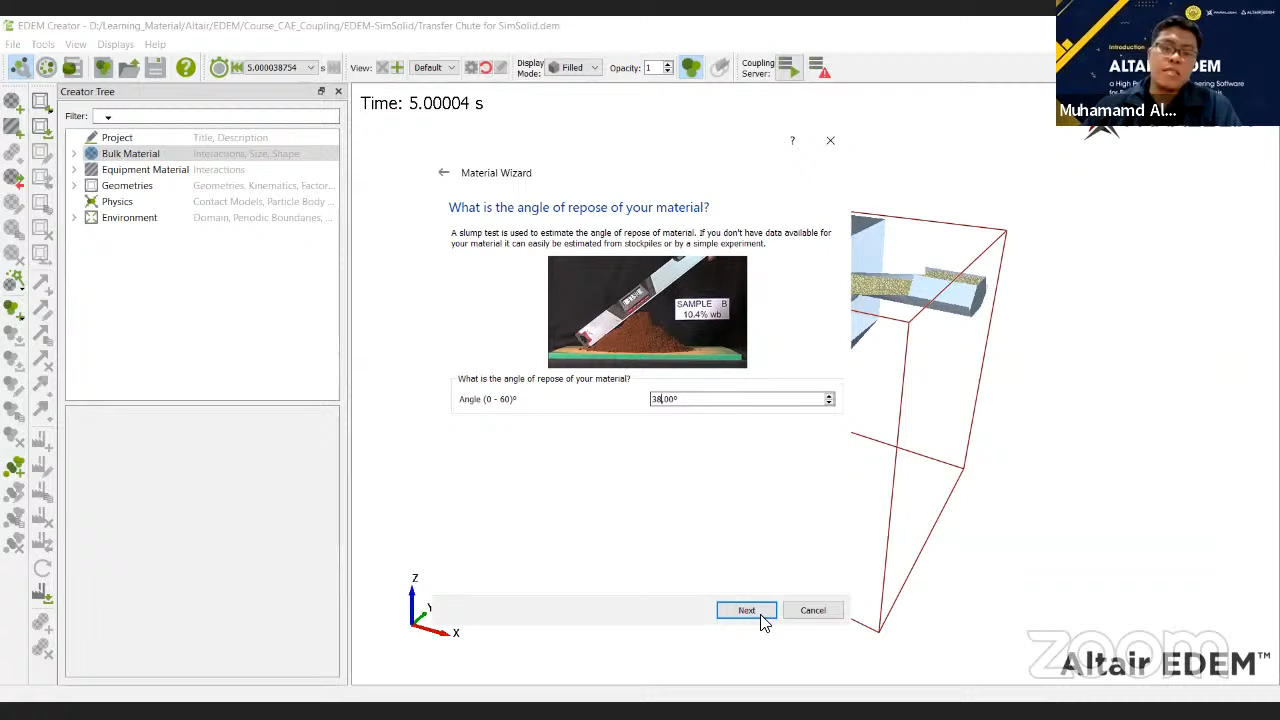 EDEM Creator - D:/Learning_Material/Altair/EDEM/Course_CAE_Coupling/EDEM-SimSolid/Transfer Chute for SimSolid.dem
File Tools View Displays Help
5.000038754 s View: Default Display Mode: Filled Opacity: 1 Coupling Server:
Creator Tree
Filter:
Project Title, Description
Bulk Material Interactions, Size, Shape
Equipment Material Interactions
Geometries Geometries, Kinematics, Factor...
Physics Contact Models, Particle Body ...
Environment Domain, Periodic Boundaries, ...
Time: 5.00004 s
?
Material Wizard
What is the angle of repose of your material?
A slump test is used to estimate the angle of repose of material. If you don't have data available for
your material it can easily be estimated from stockpiles or by a simple experiment.
SAMPLE B
10.4% wb
What is the angle of repose of your material?
Angle (0 - 60)º
38.00º
Next
Cancel
Z
Y
X
Introduction
Muhamamd Al...
zoom
Altair EDEM™